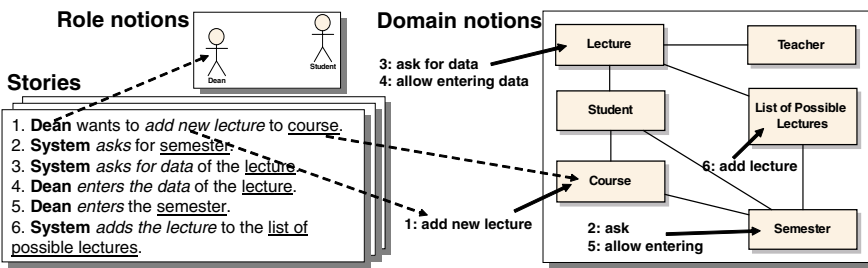 Role notions
Dean
Student
Stories
1. Dean wants to add new lecture to course.
2. System asks for semester.
3. System asks for data of the lecture.
4. Dean enters the data of the lecture.
5. Dean enters the semester.
6. System adds the lecture to the list of
possible lectures.
Domain notions
3: ask for data
4: allow entering data
Lecture
Teacher
Student
List of Possible
Lectures
6: add lecture
Course
1: add new lecture
2: ask
5: allow entering
Semester